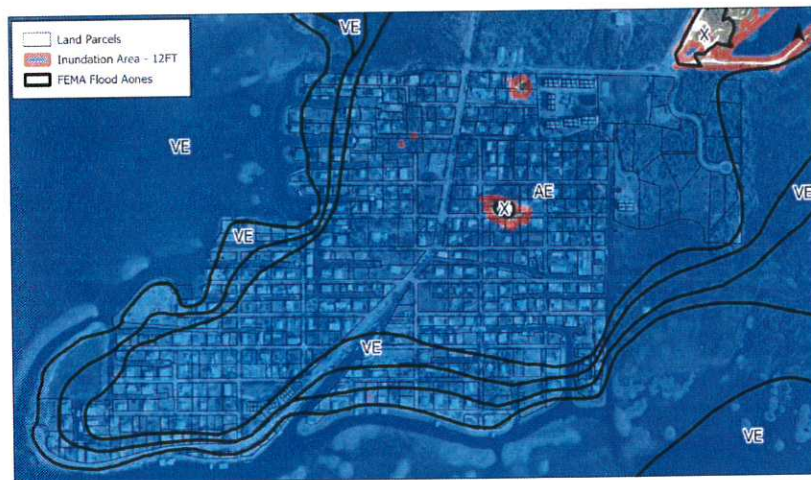 Land Parcels
Inundation Area - 12FT
FEMA Flood Aones
VE
X
VE
AE
VE
X
VE
VE
VE